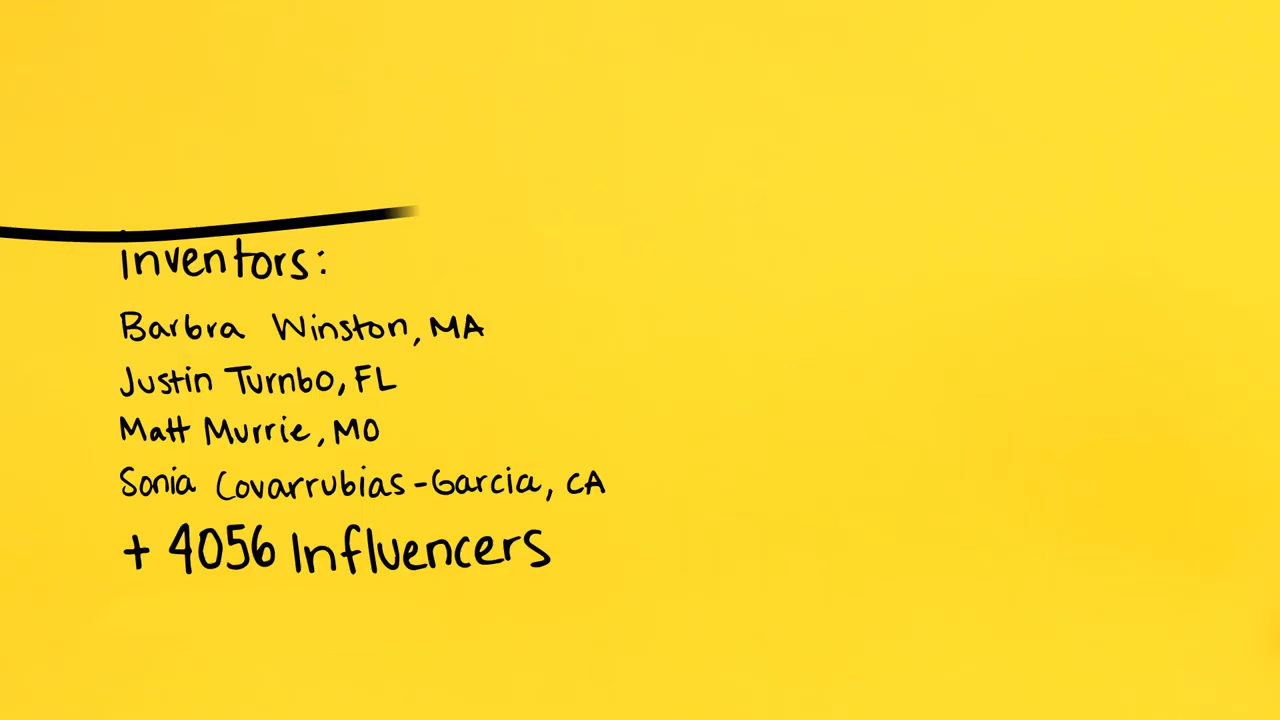 Inventors:
Barbra Winston, MA
Justin Turnbo, FL
Matt Murrie, MO
Sonia Covarrubias-Garcia, CA
+ 4056 Influencers